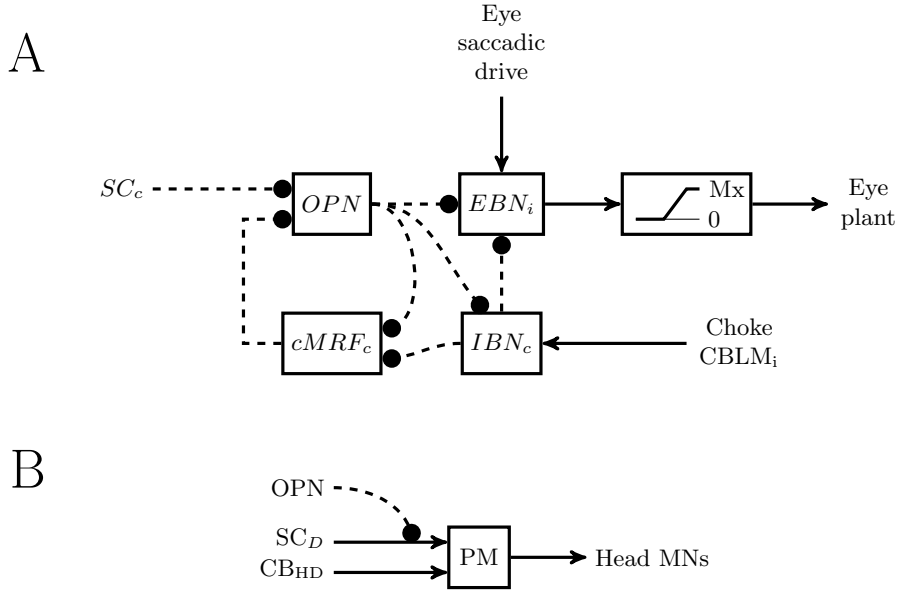 A
Eye
saccadic
drive
SC_c
OPN
EBN_i
Mx
0
Eye
plant
cMRF_c
IBN_c
Choke
CBLM_i
B
OPN
SC_D
CB_HD
PM
Head MNs